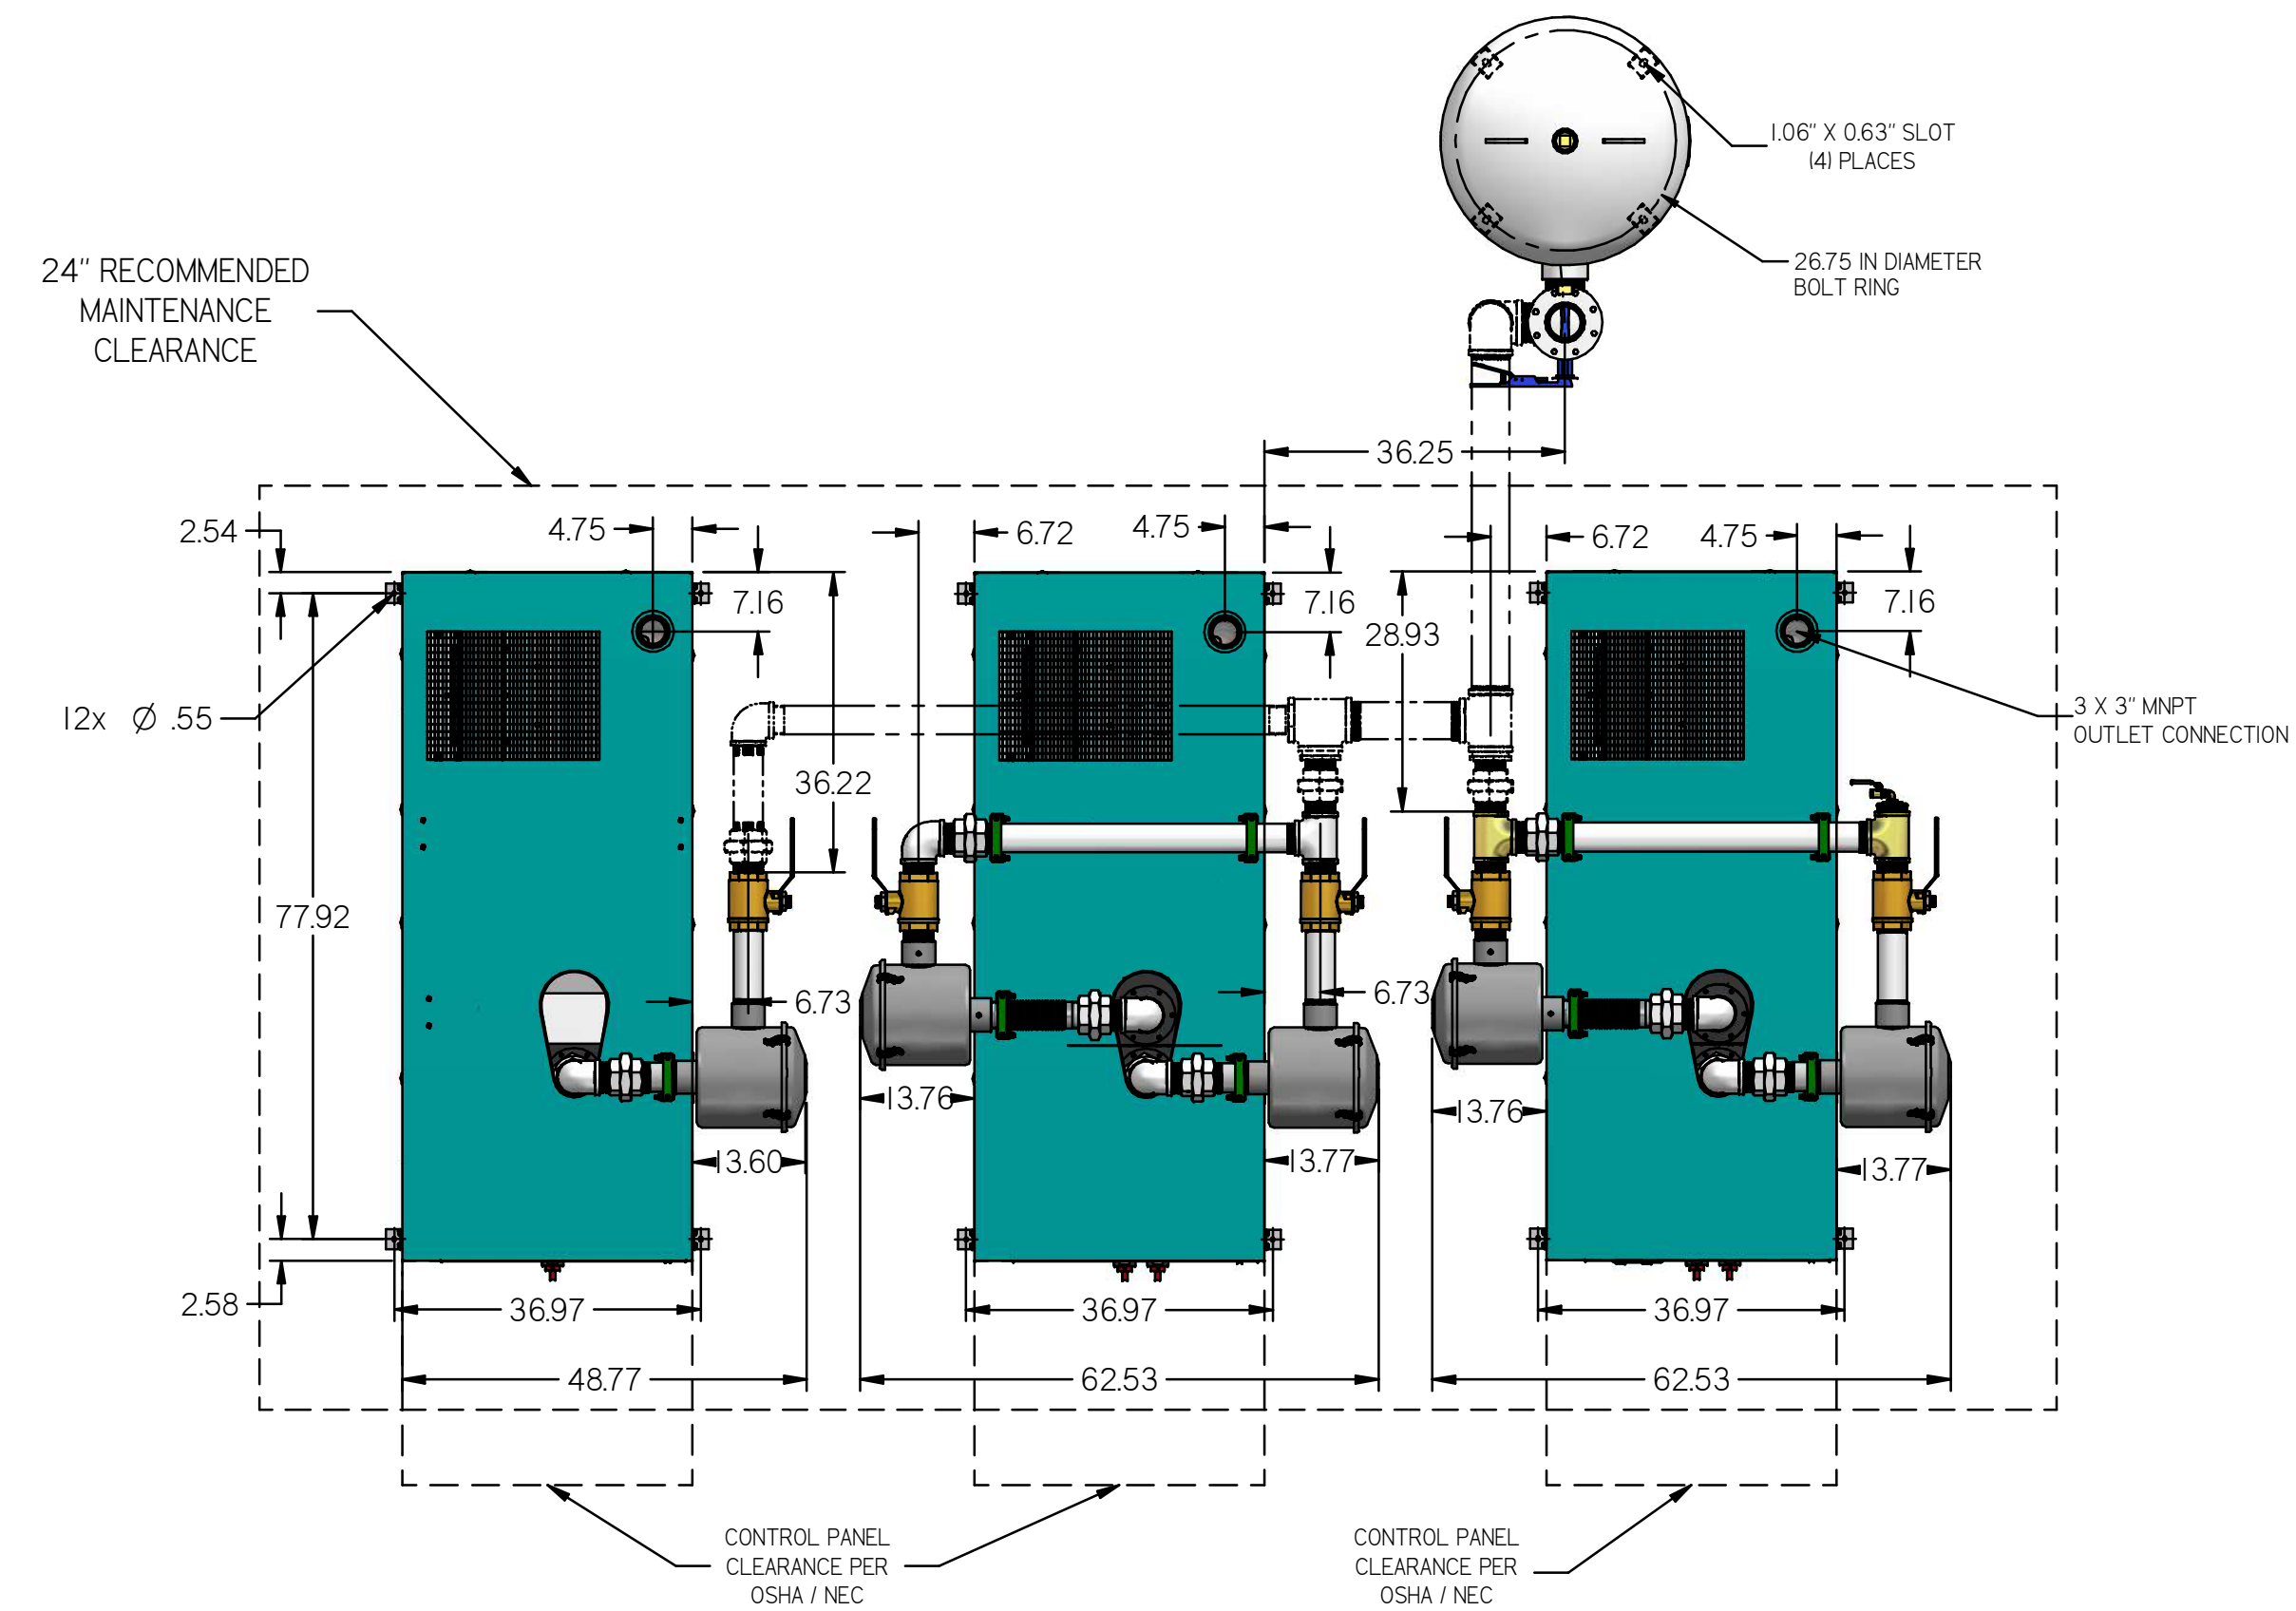 1.06" X 0.63" SLOT
(4) PLACES
24" RECOMMENDED
MAINTENANCE
CLEARANCE
26.75 IN DIAMETER
BOLT RING
36.25
2.54
4.75
6.72
4.75
6.72
4.75
7.16
7.16
7.16
28.93
12x Ø .55
3 X 3" MNPT
OUTLET CONNECTION
36.22
77.92
6.73
6.73
13.76
13.76
13.60
13.77
13.77
2.58
36.97
36.97
36.97
48.77
62.53
62.53
CONTROL PANEL
CLEARANCE PER
OSHA / NEC
CONTROL PANEL
CLEARANCE PER
OSHA / NEC